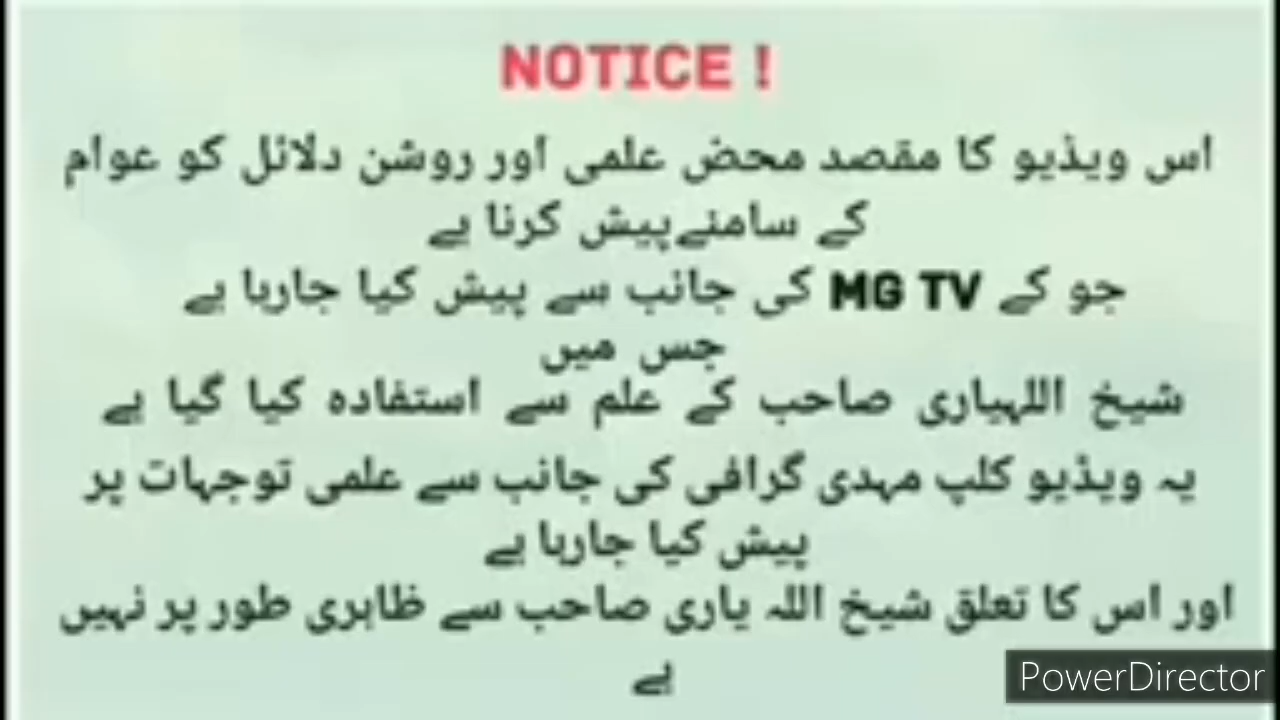 NOTICE !
اس ویڈیو کا مقصد محض علمی اور روشن دلائل کو عوام
کے سامنےپیش کرنا ہے
جو کے MG TV کی جانب سے پیش کیا جارہا ہے
جس میں
شیخ اللہیاری صاحب کے علم سے استفادہ کیا گیا ہے
یہ ویڈیو کلپ مہدی گرافی کی جانب سے علمی توجہات پر
پیش کیا جارہا ہے
اور اس کا تعلق شیخ اللہ یاری صاحب سے ظاہری طور پر نہیں
ہے
PowerDirector